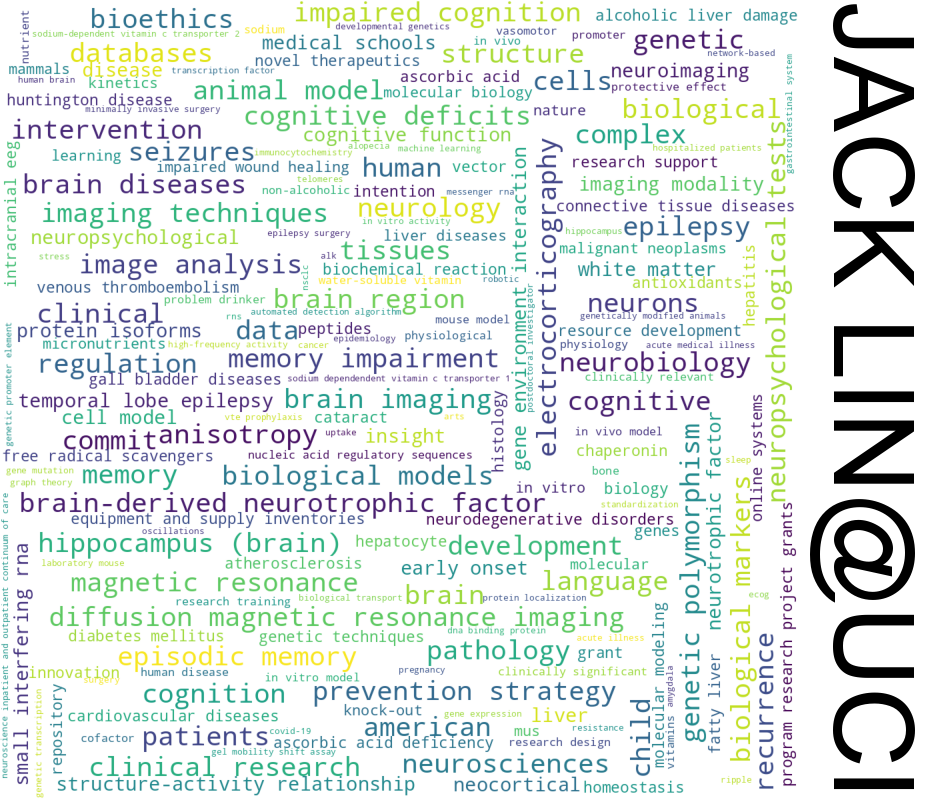 nutrient
bioethics
impaired cognition
alcoholic liver damage
developmental genetics
sodium-dependent vitamin c transporter 2
sodium
vasomotor
promoter
genetic
databases
medical schools
in vivo
structure
network-based
novel therapeutics
mammals
disease
transcription factor
neuroimaging
human brain
kinetics
ascorbic acid
cells
protective effect
gastrointestinal system
huntington disease
animal model
molecular biology
minimally invasive surgery
nature
biological
cognitive deficits
intervention
cognitive function
complex
learning
seizures
alopecia
machine learning
immunocytochemistry
hospitalized patients
intracranial eeg
impaired wound healing
human
vector
research support
telomeres
brain diseases
non-alcoholic
intention
messenger rna
imaging modality
imaging techniques
neurology
connective tissue diseases
in vitro activity
neuropsychological
epilepsy surgery
liver diseases
hippocampus
epilepsy
stress
alk
tissues
malignant neoplasms
image analysis
nsclc
biochemical reaction
white matter
water-soluble vitamin
robotic
antioxidants
hepatitis
venous thromboembolism
problem drinker
brain region
neurons
clinical
rns
automated detection algorithm
mouse model
genetically modified animals
protein isoforms
data
peptides
epidemiology
physiological
resource development
micronutrients
high-frequency activity
cancer
physiology
acute medical illness
regulation
memory impairment
neurobiology
gall bladder diseases
sodium dependendent vitamin c transporter 1
clinically relevant
gene environment interaction
postdoctoral investigator
electrocorticography
neuropsychological tests
genetic promoter element
temporal lobe epilepsy
brain imaging
cognitive
cell model
vte prophylaxis
cataract
arts
histology
commit
anisotropy
uptake
insight
in vivo model
free radical scavengers
nucleic acid regulatory sequences
chaperonin
gene mutation
graph theory
memory
biological models
bone
sleep
online systems
in vitro
biology
brain-derived neurotrophic factor
standardization
equipment and supply inventories
neurodegenerative disorders
oscillations
genes
hippocampus (brain)
hepatocyte
development
laboratory mouse
atherosclerosis
early onset
molecular
magnetic resonance
language
research training
biological transport
brain
protein localization
ecog
diffusion magnetic resonance imaging
diabetes mellitus
genetic techniques
dna binding protein
acute illness
episodic memory
pathology
grant
innovation
human disease
in vitro model
pregnancy
clinically significant
surgery
cognition
prevention strategy
cardiovascular diseases
knock-out
gene expression
liver
cofactor
patients
covid-19
american
mus
resistance
ascorbic acid deficiency
research design
gel mobility shift assay
clinical research
neurosciences
ripple
structure-activity relationship
neocortical
homeostasis
neuroscience inpatient and outpatient continuum of care
small interfering rna
genetic transcription
repository
child
molecular modeling
vitamins
amygdala
genetic polymorphism
neurotrophic factor
fatty liver
biological markers
recurrence
program research project grants
JACK LIN@UCI